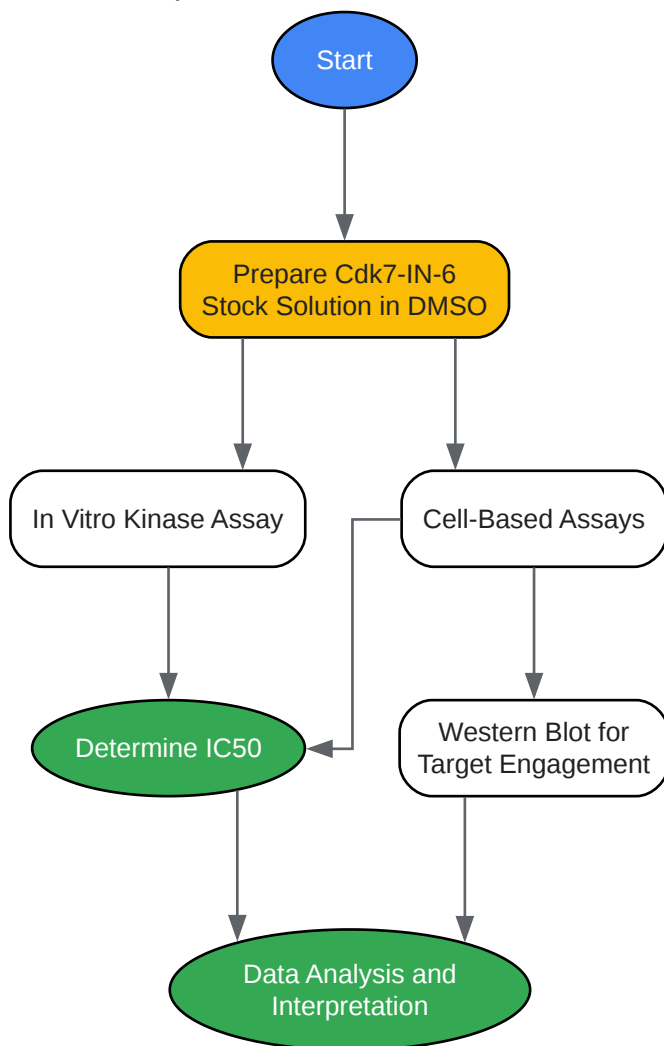 Start
Prepare Cdk7-IN-6
Stock Solution in DMSO
In Vitro Kinase Assay
Cell-Based Assays
Determine IC50
Western Blot for
Target Engagement
Data Analysis and
Interpretation